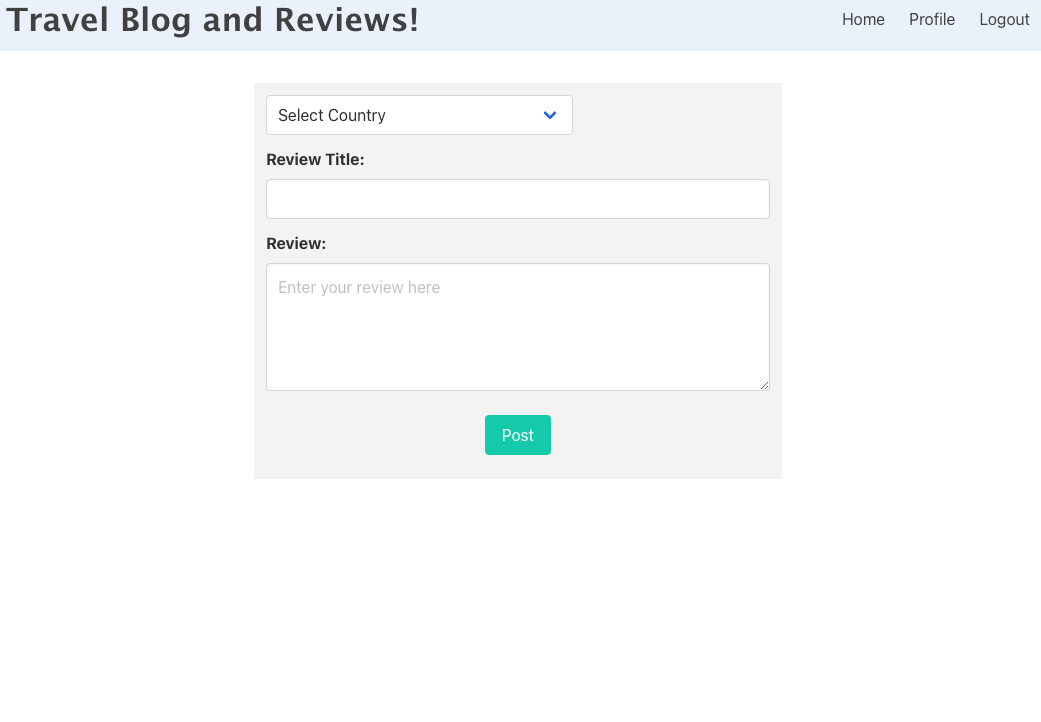 Travel Blog and Reviews!
Home Profile Logout
Select Country
Review Title:
Review:
Enter your review here
Post